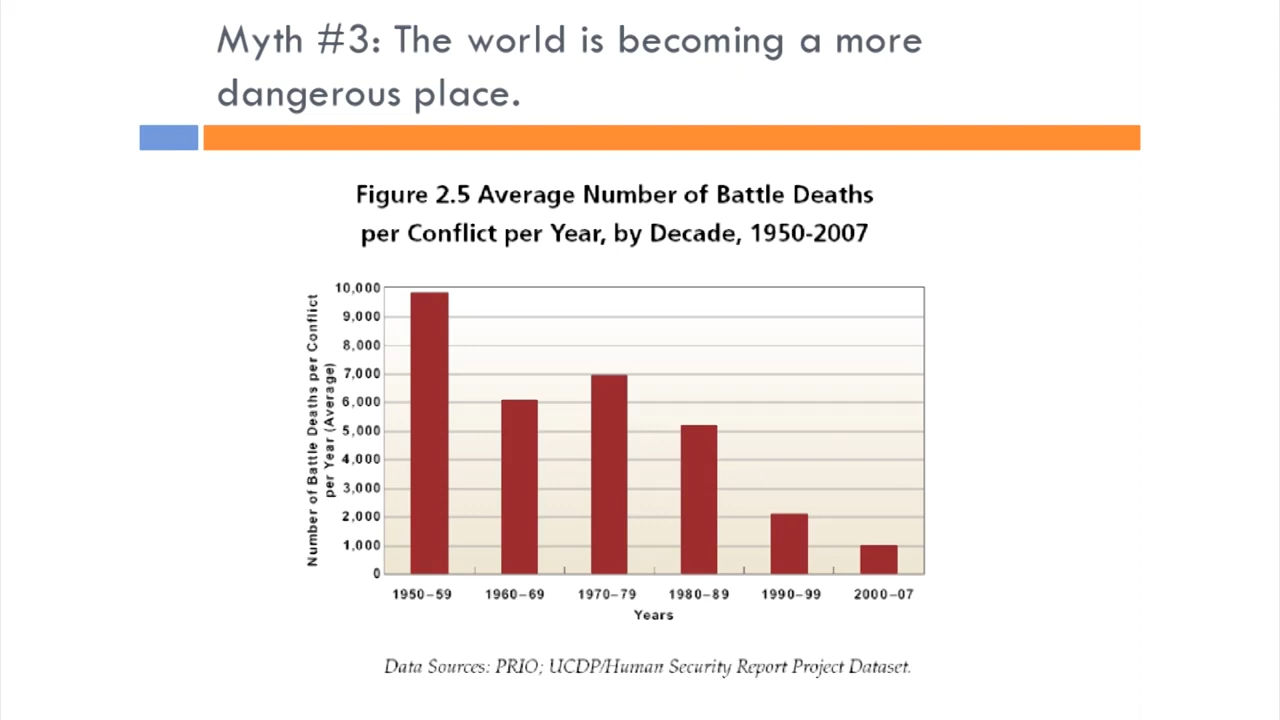 Myth #3: The world is becoming a more
dangerous place.
Figure 2.5 Average Number of Battle Deaths
per Conflict per Year, by Decade, 1950-2007
Number of Battle Deaths per Conflict
per Year (Average)
10,000
9,000
8,000
7,000
6,000
5,000
4,000
3,000
2,000
1,000
0
1950–59 1960–69 1970–79 1980–89 1990–99 2000–07
Years
Data Sources: PRIO; UCDP/Human Security Report Project Dataset.